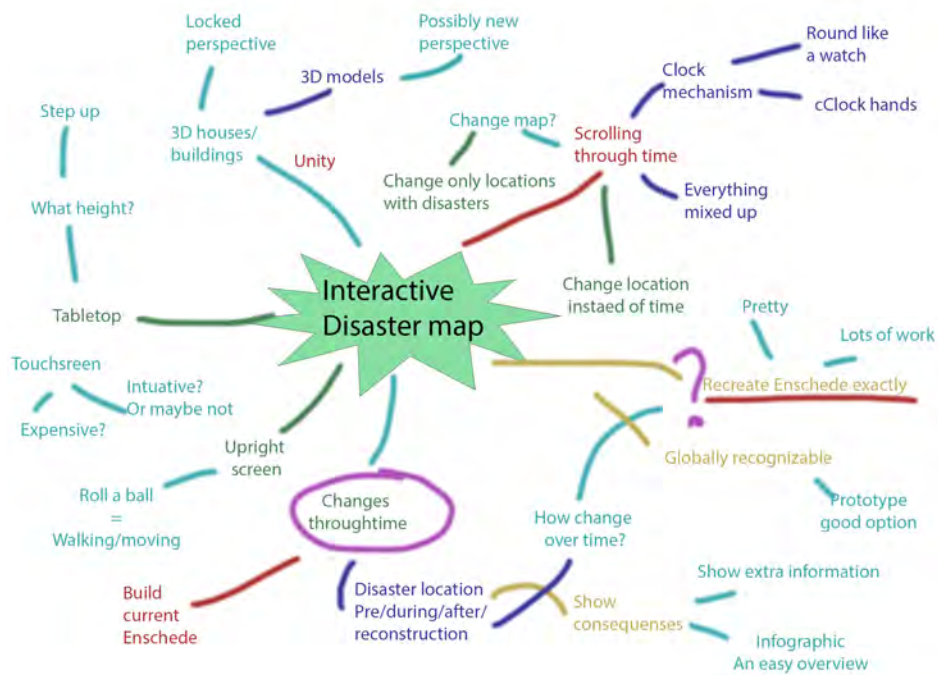 Locked
perspective
Possibly new
perspective
3D models
Round like
a watch
Clock
mechanism
cClock hands
Step up
3D houses/
buildings
Unity
Change map?
Scrolling
through time
Change only locations
with disasters
Everything
mixed up
What height?
Change location
instaed of time
Interactive
Disaster map
Tabletop
Pretty
Lots of work
?
Recreate Enschede exactly
Touchscreen
Intuative?
Or maybe not
Expensive?
Upright
screen
Globally recognizable
Prototype
good option
Roll a ball
=
Walking/moving
Changes
throughtime
How change
over time?
Build
current
Enschede
Disaster location
Pre/during/after/
reconstruction
Show
consequenses
Show extra information
Infographic
An easy overview